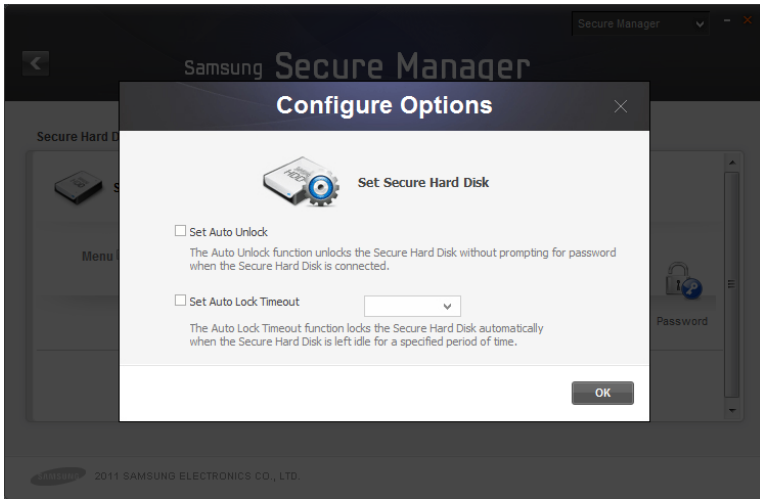 Secure Manager
Samsung Secure Manager
Configure Options
Secure Hard D
HDD
Set Secure Hard Disk
S
Set Auto Unlock
The Auto Unlock function unlocks the Secure Hard Disk without prompting for password
when the Secure Hard Disk is connected.
Menu
Set Auto Lock Timeout
Password
The Auto Lock Timeout function locks the Secure Hard Disk automatically
when the Secure Hard Disk is left idle for a specified period of time.
OK
SAMSUNG 2011 SAMSUNG ELECTRONICS CO., LTD.